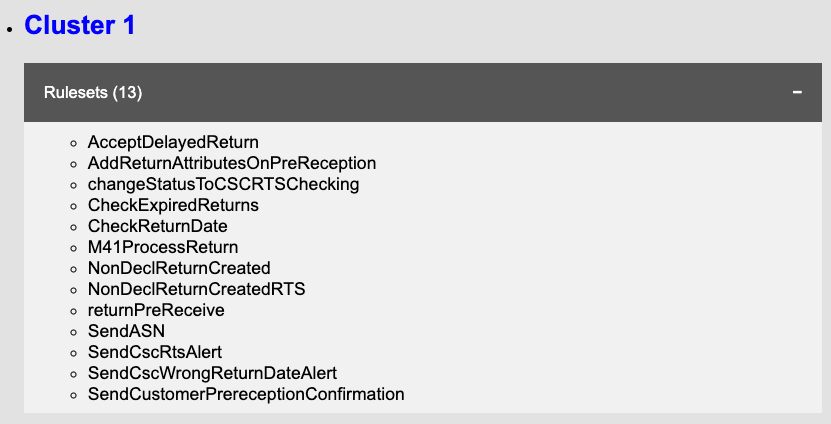 Cluster 1
Rulesets (13)
AcceptDelayedReturn
AddReturnAttributesOnPreReception
changeStatusToCSCRTSChecking
CheckExpiredReturns
CheckReturnDate
M41ProcessReturn
NonDeclReturnCreated
NonDeclReturnCreatedRTS
returnPreReceive
SendASN
SendCscRtsAlert
SendCscWrongReturnDateAlert
SendCustomerPrereceptionConfirmation